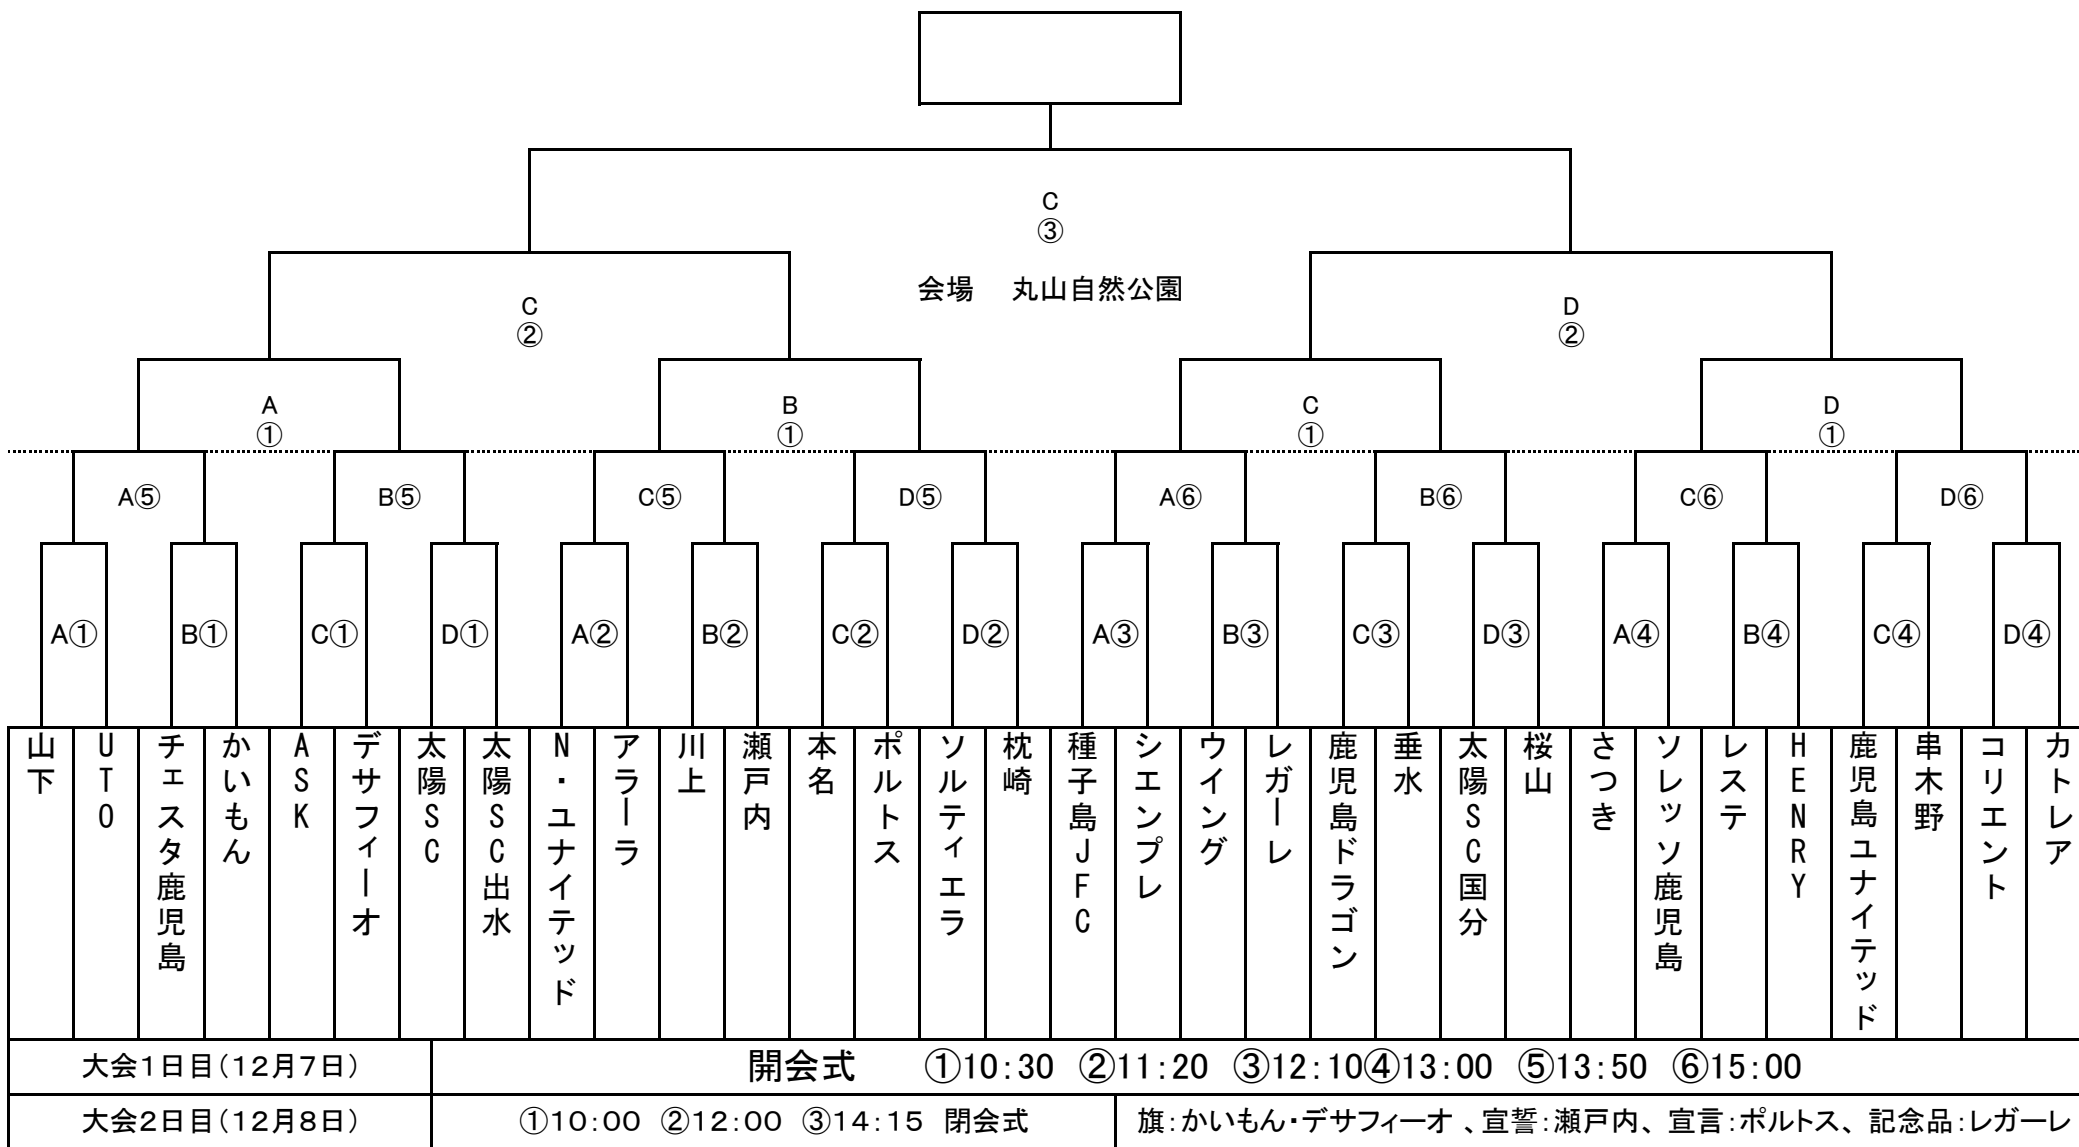 C
③
会場 丸山自然公園
C
②
D
②
A
①
B
①
C
①
D
①
A⑤
B⑤
C⑤
D⑤
A⑥
B⑥
C⑥
D⑥
A①
B①
C①
D①
A②
B②
C②
D②
A③
B③
C③
D③
A④
B④
C④
D④
山下
UTO
チェスタ鹿児島
かいもん
ASK
デサフィーオ
太陽SC
太陽SC出水
N・ユナイテッド
アラーラ
川上
瀬戸内
本名
ポルトス
ソルティエラ
枕崎
種子島JFC
シエンプレ
ウイング
レガーレ
鹿児島ドラゴン
垂水
太陽SC国分
桜山
さつき
ソレッソ鹿児島
レステ
HENRY
鹿児島ユナイテッド
串木野
コリエント
カトレア
大会1日目(12月7日) 開会式 ①10:30 ②11:20 ③12:10④13:00 ⑤13:50 ⑥15:00
大会2日目(12月8日) ①10:00 ②12:00 ③14:15 閉会式 旗:かいもん・デサフィーオ 、宣誓:瀬戸内、宣言:ポルトス、記念品:レガーレ